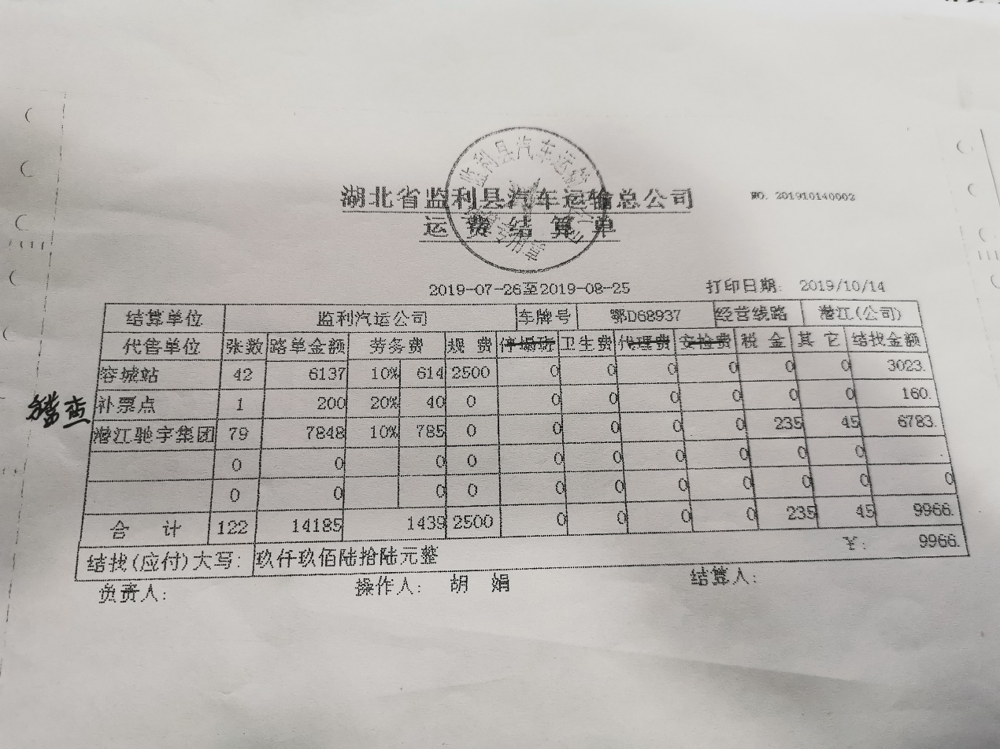 湖北省监利县汽车运输总公司
NO. 201910140002
运费结算单
2019-07-26至2019-08-25 打印日期: 2019/10/14
结算单位 监利汽运公司 车牌号 鄂D68937 经营线路 潜江(公司)
代售单位 张数 路单金额 劳务费 规费 停埸费 卫生费 代理费 安检费 税金 其它 结找金额
容城站 42 6137 10% 614 2500 0 0 0 0 0 0 3023.
补票点 1 200 20% 40 0 0 0 0 0 0 0 160.
稽查
潜江驰宇集团 79 7848 10% 785 0 0 0 0 0 235 45 6783.
0 0 0 0 0 0 0 0 0 0 .
0 0 0 0 0 0 0 0 0 0 0
合计 122 14185 1439 2500 0 0 0 0 235 45 9966.
结找(应付)大写: 玖仟玖佰陆拾陆元整 ¥: 9966.
负责人: 操作人: 胡娟 结算人: